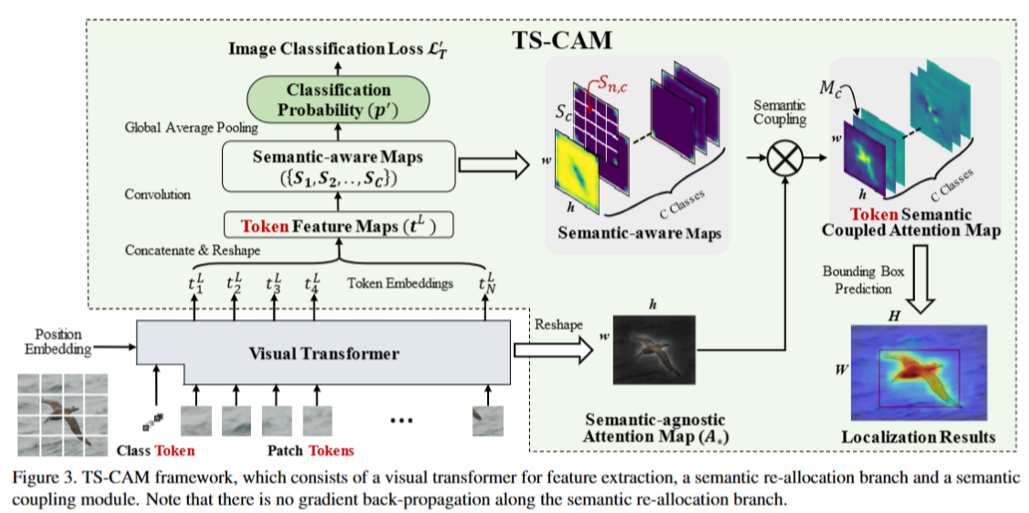 TS-CAM
Image Classification Loss ℒ′_T
Classification
Probability (p′)
Global Average Pooling
Semantic-aware Maps
({S_1,S_2,..,S_C})
Convolution
Token Feature Maps (t^L)
Concatenate & Reshape
t_1^L t_2^L t_3^L t_4^L Token Embeddings t_N^L
Position
Embedding
Visual Transformer
...
Class Token
Patch Tokens
S_{n,c}
S_c
w
h
C Classes
Semantic-aware Maps
Semantic
Coupling
M_c
w
h
C Classes
Token Semantic
Coupled Attention Map
Bounding Box
Prediction
Reshape
h
w
Semantic-agnostic
Attention Map (A_*)
H
W
Localization Results
Figure 3. TS-CAM framework, which consists of a visual transformer for feature extraction, a semantic re-allocation branch and a semantic
coupling module. Note that there is no gradient back-propagation along the semantic re-allocation branch.